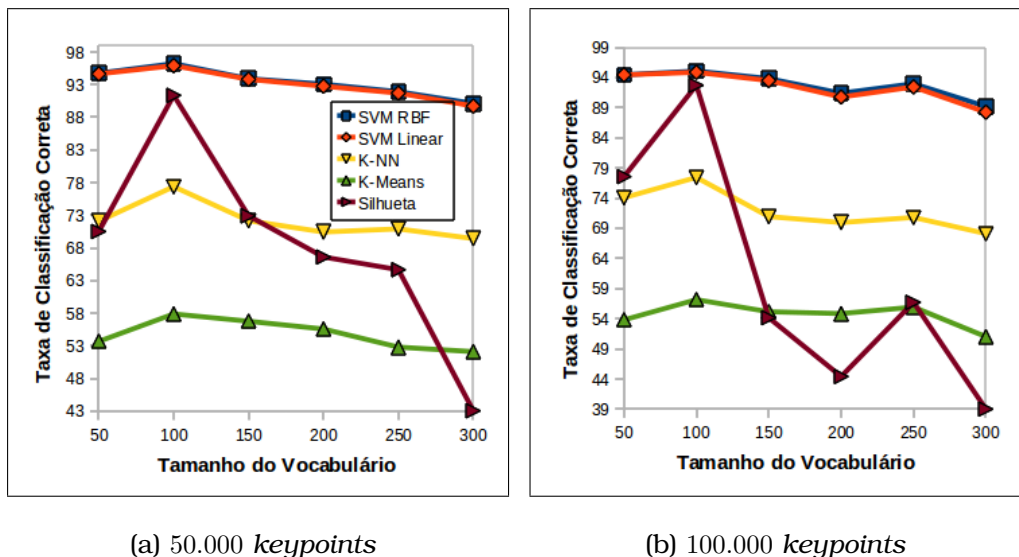 98
93
88
83
78
73
68
63
58
53
48
43
Taxa de Classificação Correta
SVM RBF
SVM Linear
K-NN
K-Means
Silhueta
50 100 150 200 250 300
Tamanho do Vocabulário
(a) 50.000 keypoints
99
94
89
84
79
74
69
64
59
54
49
44
39
Taxa de Classificação Correta
50 100 150 200 250 300
Tamanho do Vocabulário
(b) 100.000 keypoints